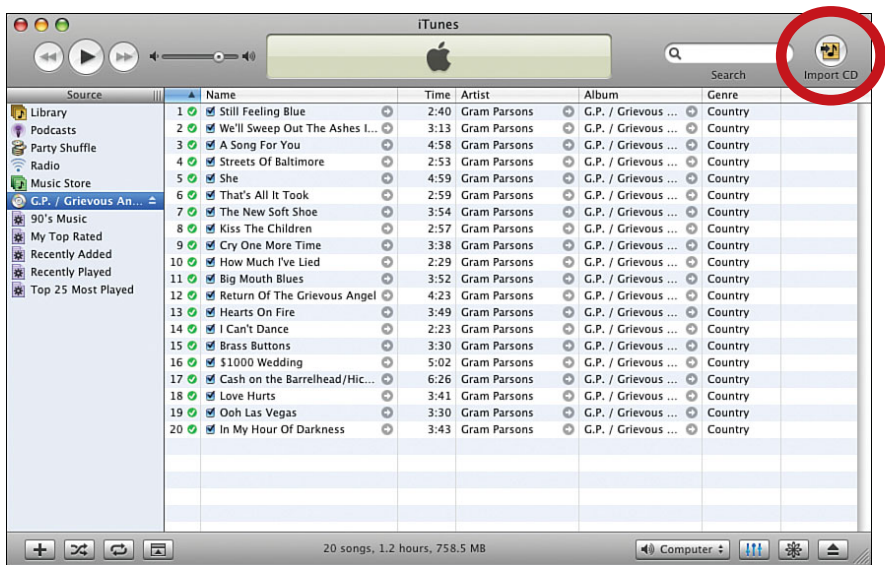 iTunes
Search
Import CD
Source
Name Time Artist Album Genre
Library
Podcasts
Party Shuffle
Radio
Music Store
G.P. / Grievous An...
90's Music
My Top Rated
Recently Added
Recently Played
Top 25 Most Played
1 Still Feeling Blue 2:40 Gram Parsons G.P. / Grievous ... Country
2 We'll Sweep Out The Ashes I... 3:13 Gram Parsons G.P. / Grievous ... Country
3 A Song For You 4:58 Gram Parsons G.P. / Grievous ... Country
4 Streets Of Baltimore 2:53 Gram Parsons G.P. / Grievous ... Country
5 She 4:59 Gram Parsons G.P. / Grievous ... Country
6 That's All It Took 2:59 Gram Parsons G.P. / Grievous ... Country
7 The New Soft Shoe 3:54 Gram Parsons G.P. / Grievous ... Country
8 Kiss The Children 2:57 Gram Parsons G.P. / Grievous ... Country
9 Cry One More Time 3:38 Gram Parsons G.P. / Grievous ... Country
10 How Much I've Lied 2:29 Gram Parsons G.P. / Grievous ... Country
11 Big Mouth Blues 3:52 Gram Parsons G.P. / Grievous ... Country
12 Return Of The Grievous Angel 4:23 Gram Parsons G.P. / Grievous ... Country
13 Hearts On Fire 3:49 Gram Parsons G.P. / Grievous ... Country
14 I Can't Dance 2:23 Gram Parsons G.P. / Grievous ... Country
15 Brass Buttons 3:30 Gram Parsons G.P. / Grievous ... Country
16 $1000 Wedding 5:02 Gram Parsons G.P. / Grievous ... Country
17 Cash on the Barrelhead/Hic... 6:26 Gram Parsons G.P. / Grievous ... Country
18 Love Hurts 3:41 Gram Parsons G.P. / Grievous ... Country
19 Ooh Las Vegas 3:30 Gram Parsons G.P. / Grievous ... Country
20 In My Hour Of Darkness 3:43 Gram Parsons G.P. / Grievous ... Country
20 songs, 1.2 hours, 758.5 MB
Computer